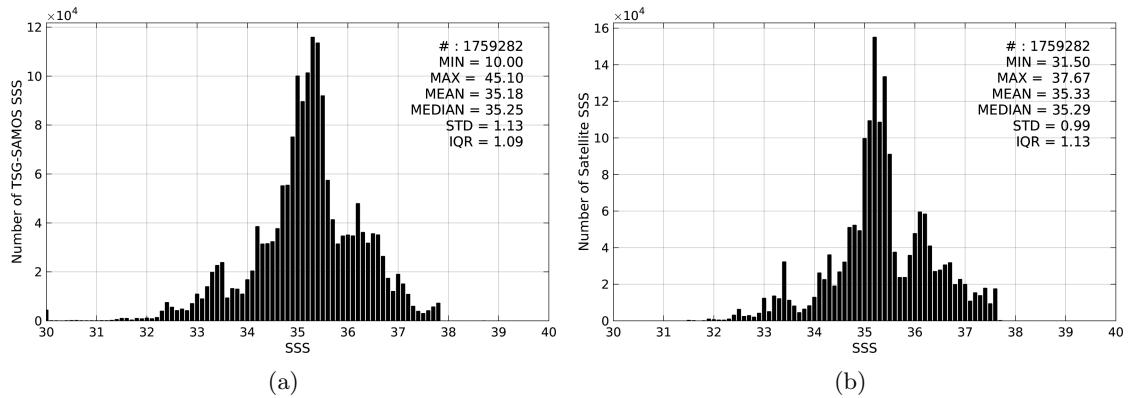 ×10⁴
12
10
8
6
4
2
0
Number of TSG-SAMOS SSS
# : 1759282
MIN = 10.00
MAX = 45.10
MEAN = 35.18
MEDIAN = 35.25
STD = 1.13
IQR = 1.09
30 31 32 33 34 35 36 37 38 39 40
SSS
(a)
×10⁴
16
14
12
10
8
6
4
2
0
Number of Satellite SSS
# : 1759282
MIN = 31.50
MAX = 37.67
MEAN = 35.33
MEDIAN = 35.29
STD = 0.99
IQR = 1.13
30 31 32 33 34 35 36 37 38 39 40
SSS
(b)